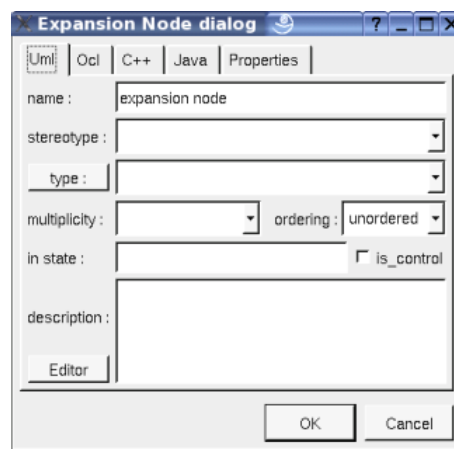 Expansion Node dialog
Uml Ocl C++ Java Properties
name : expansion node
stereotype :
type :
multiplicity : ordering : unordered
in state : is_control
description :
Editor
OK Cancel